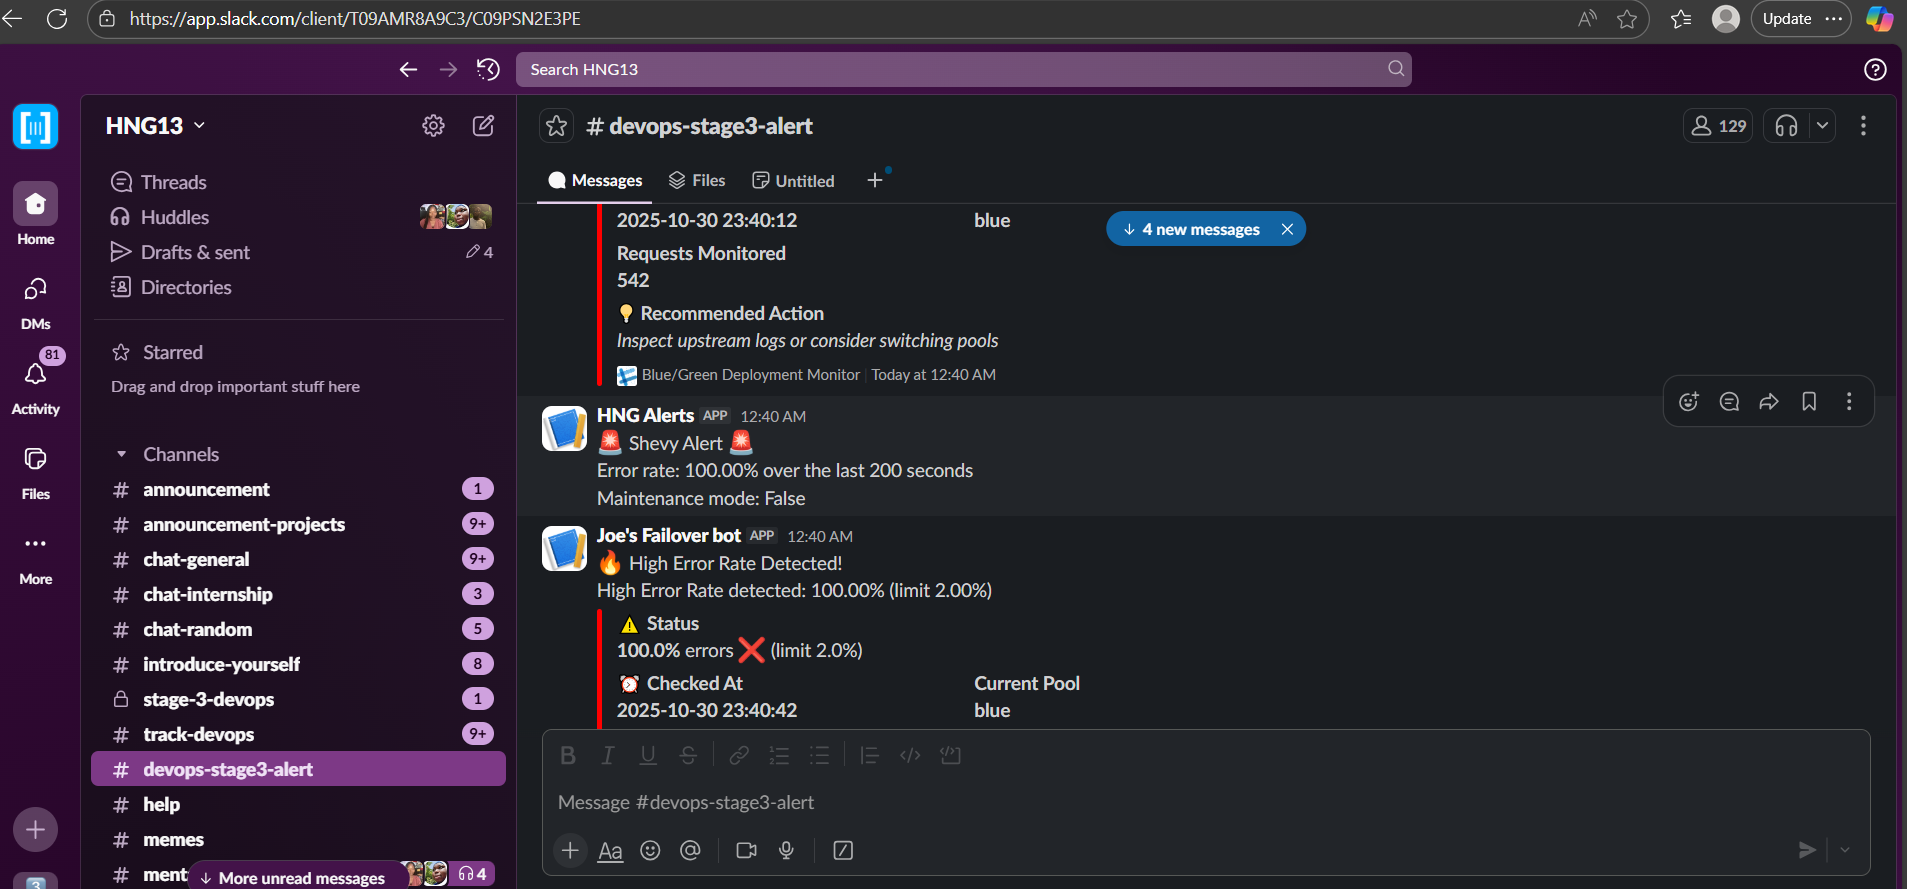 https://app.slack.com/client/T09AMR8A9C3/C09PSN2E3PE
Update
Search HNG13
Home
DMs
81
Activity
Files
More
HNG13
Threads
Huddles
Drafts & sent
4
Directories
Starred
Drag and drop important stuff here
Channels
# announcement 1
# announcement-projects 9+
# chat-general 9+
# chat-internship 3
# chat-random 5
# introduce-yourself 8
stage-3-devops 1
# track-devops 9+
# devops-stage3-alert
# help
# memes
# ment
More unread messages
4
3
# devops-stage3-alert
129
Messages
Files
Untitled
4 new messages
2025-10-30 23:40:12 blue
Requests Monitored
542
Recommended Action
Inspect upstream logs or consider switching pools
Blue/Green Deployment Monitor | Today at 12:40 AM
HNG Alerts APP 12:40 AM
Shevy Alert
Error rate: 100.00% over the last 200 seconds
Maintenance mode: False
Joe's Failover bot APP 12:40 AM
High Error Rate Detected!
High Error Rate detected: 100.00% (limit 2.00%)
Status
100.0% errors ❌ (limit 2.0%)
Checked At Current Pool
2025-10-30 23:40:42 blue
B I U S
Message #devops-stage3-alert
Aa